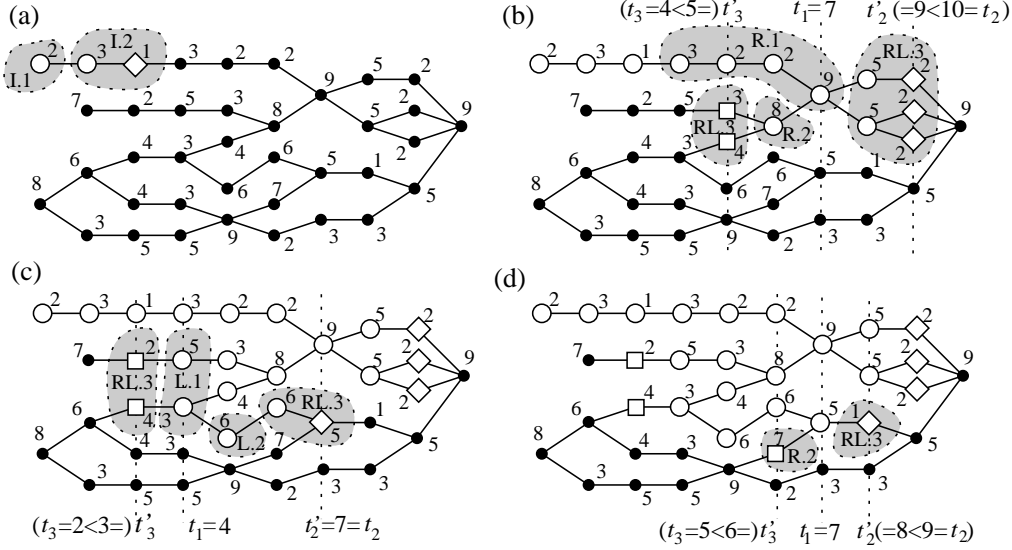 (a)
I.2
2 3 1 3 2 2
I.1
9 5 2
7 2 5 3 8 5 2 9
4 3 4 6 2
6 6 5 1
8 4 3 7 5
3 5 5 9 2 3 3
(b)
(t₃=4<5=) t'₃ t₁=7 t'₂ (=9<10= t₂)
R.1 RL.3
2 3 1 3 2 2
9 5 2
7 2 5 3 8 5 2 9
RL.3 R.2
4 3 4 6 2
6 6 5 1
8 4 3 7 5
3 5 5 9 2 3 3
(c)
2 3 1 3 2 2
9 5 2
7 2 5 3 8 5 2 9
RL.3 L.1 RL.3
4 3 4 6 2
6 6 5 1
L.2
8 4 3 7 5
3 5 5 9 2 3 3
(t₃=2<3=) t'₃ t₁=4 t'₂=7= t₂
(d)
2 3 1 3 2 2
9 5 2
7 2 5 3 8 5 2 9
4 3 4 6 2
6 6 5 1
RL.3
8 4 3 7 5
R.2
3 5 5 9 2 3 3
(t₃=5<6=) t'₃ t₁=7 t'₂(=8<9= t₂)